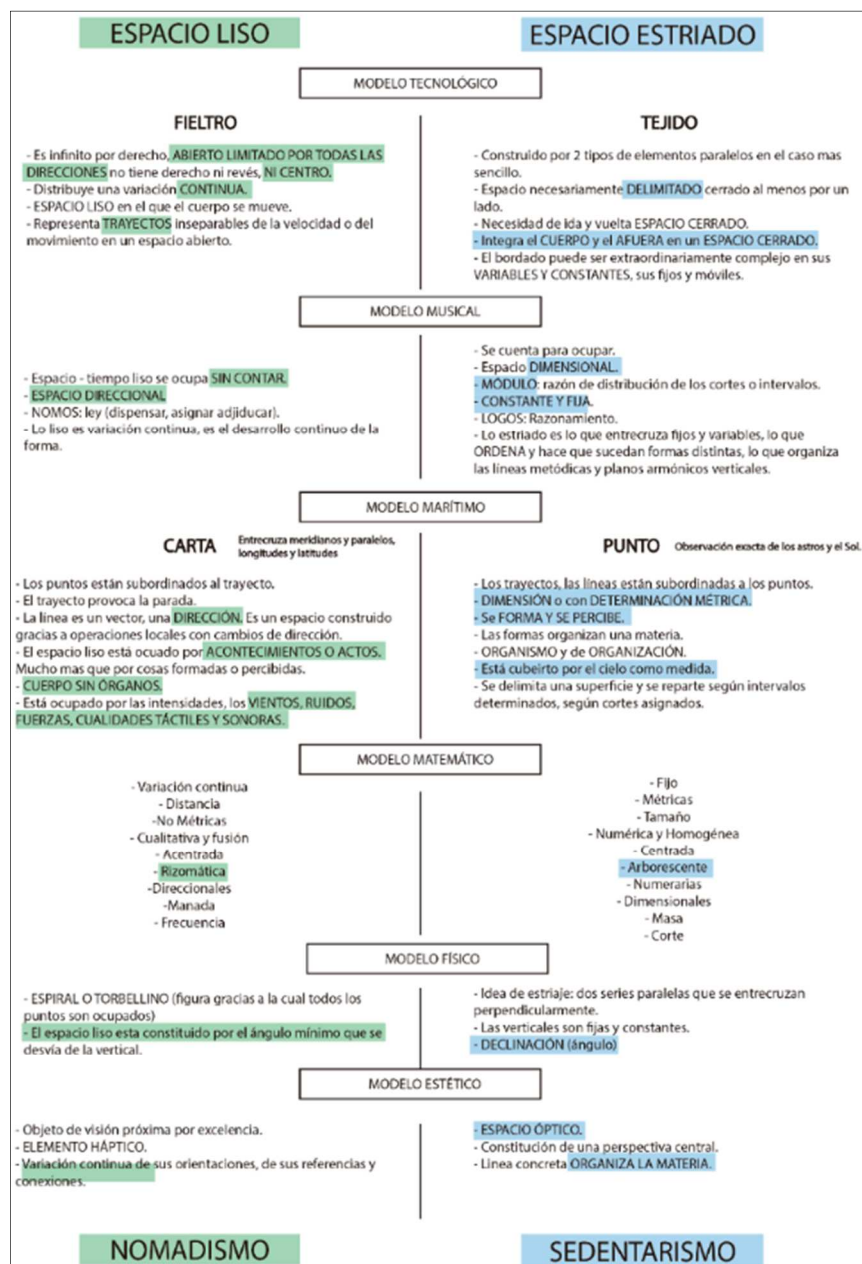 ESPACIO LISO
ESPACIO ESTRIADO
MODELO TECNOLÓGICO
FIELTRO
- Es infinito por derecho, ABIERTO LIMITADO POR TODAS LAS
DIRECCIONES no tiene derecho ni revés, NI CENTRO.
- Distribuye una variación CONTINUA.
- ESPACIO LISO en el que el cuerpo se mueve.
- Representa TRAYECTOS inseparables de la velocidad o del
movimiento en un espacio abierto.
TEJIDO
- Construido por 2 tipos de elementos paralelos en el caso mas
sencillo.
- Espacio necesariamente DELIMITADO cerrado al menos por un
lado.
- Necesidad de ida y vuelta ESPACIO CERRADO.
- Integra el CUERPO y el AFUERA en un ESPACIO CERRADO.
- El bordado puede ser extraordinariamente complejo en sus
VARIABLES Y CONSTANTES, sus fijos y móviles.
MODELO MUSICAL
- Espacio - tiempo liso se ocupa SIN CONTAR.
- ESPACIO DIRECCIONAL
- NOMOS: ley (dispensar, asignar adjiducar).
- Lo liso es variación continua, es el desarrollo continuo de la
forma.
- Se cuenta para ocupar.
- Espacio DIMENSIONAL.
- MÓDULO: razón de distribución de los cortes o intervalos.
- CONSTANTE Y FIJA.
- LOGOS: Razonamiento.
- Lo estriado es lo que entrecruza fijos y variables, lo que
ORDENA y hace que sucedan formas distintas, lo que organiza
las líneas metódicas y planos armónicos verticales.
MODELO MARÍTIMO
CARTA Entrecruza meridianos y paralelos,
longitudes y latitudes
- Los puntos están subordinados al trayecto.
- El trayecto provoca la parada.
- La línea es un vector, una DIRECCIÓN. Es un espacio construido
gracias a operaciones locales con cambios de dirección.
- El espacio liso está ocuado por ACONTECIMIENTOS O ACTOS.
Mucho mas que por cosas formadas o percibidas.
- CUERPO SIN ÓRGANOS.
- Está ocupado por las intensidades, los VIENTOS, RUIDOS,
FUERZAS, CUALIDADES TÁCTILES Y SONORAS.
PUNTO Observación exacta de los astros y el Sol.
- Los trayectos, las líneas están subordinadas a los puntos.
- DIMENSIÓN o con DETERMINACIÓN MÉTRICA.
- Se FORMA Y SE PERCIBE.
- Las formas organizan una materia.
- ORGANISMO y de ORGANIZACIÓN.
- Está cubeirto por el cielo como medida.
- Se delimita una superficie y se reparte según intervalos
determinados, según cortes asignados.
MODELO MATEMÁTICO
- Variación continua
- Distancia
-No Métricas
- Cualitativa y fusión
- Acentrada
- Rizomática
-Direccionales
- Manada
- Frecuencia
- Fijo
- Métricas
- Tamaño
- Numérica y Homogénea
- Centrada
- Arborescente
- Numerarias
- Dimensionales
- Masa
- Corte
MODELO FÍSICO
- ESPIRAL O TORBELLINO (figura gracias a la cual todos los
puntos son ocupados)
- El espacio liso esta constituido por el ángulo mínimo que se
desvía de la vertical.
- Idea de estriaje: dos series paralelas que se entrecruzan
perpendicularmente.
- Las verticales son fijas y constantes.
- DECLINACIÓN (ángulo)
MODELO ESTÉTICO
- Objeto de visión próxima por excelencia.
- ELEMENTO HÁPTICO.
- Variación continua de sus orientaciones, de sus referencias y
conexiones.
- ESPACIO ÓPTICO.
- Constitución de una perspectiva central.
- Linea concreta ORGANIZA LA MATERIA.
NOMADISMO
SEDENTARISMO